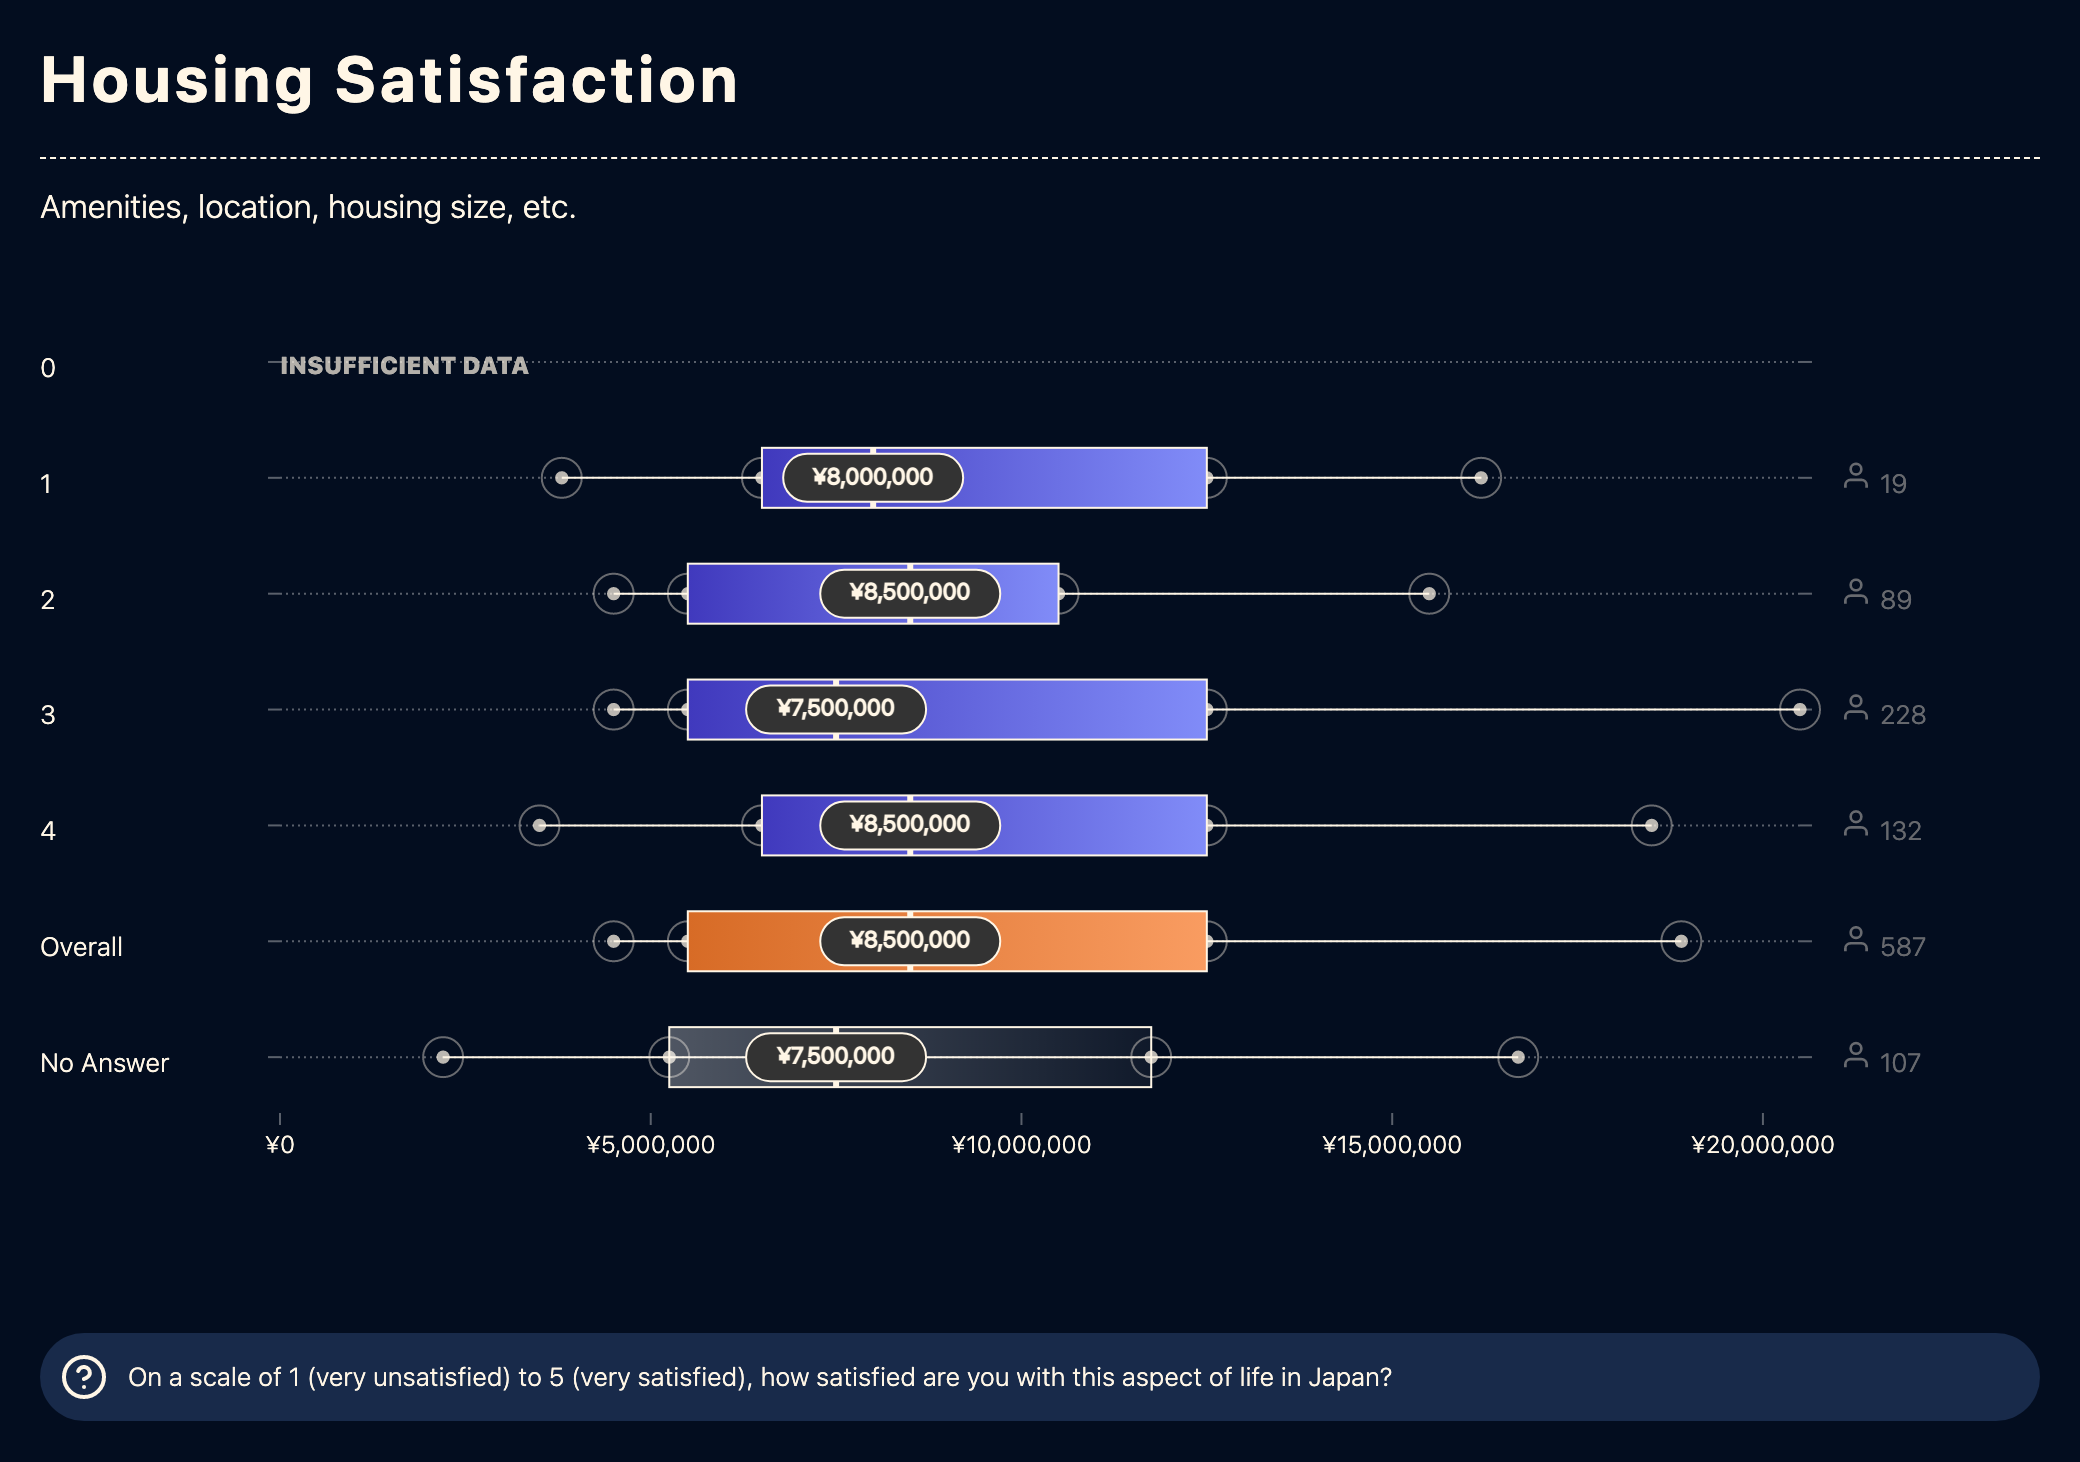 Housing Satisfaction
Amenities, location, housing size, etc.
0 INSUFFICIENT DATA
1 ¥8,000,000 19
2 ¥8,500,000 89
3 ¥7,500,000 228
4 ¥8,500,000 132
Overall ¥8,500,000 587
No Answer ¥7,500,000 107
¥0 ¥5,000,000 ¥10,000,000 ¥15,000,000 ¥20,000,000
On a scale of 1 (very unsatisfied) to 5 (very satisfied), how satisfied are you with this aspect of life in Japan?